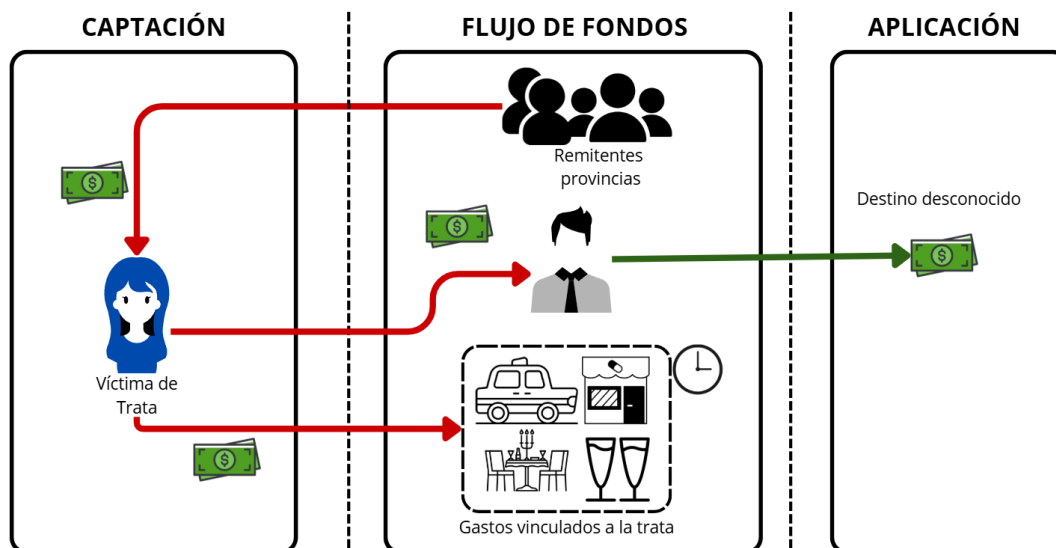 CAPTACIÓN
FLUJO DE FONDOS
APLICACIÓN
Remitentes
provincias
Destino desconocido
Víctima de
Trata
Gastos vinculados a la trata